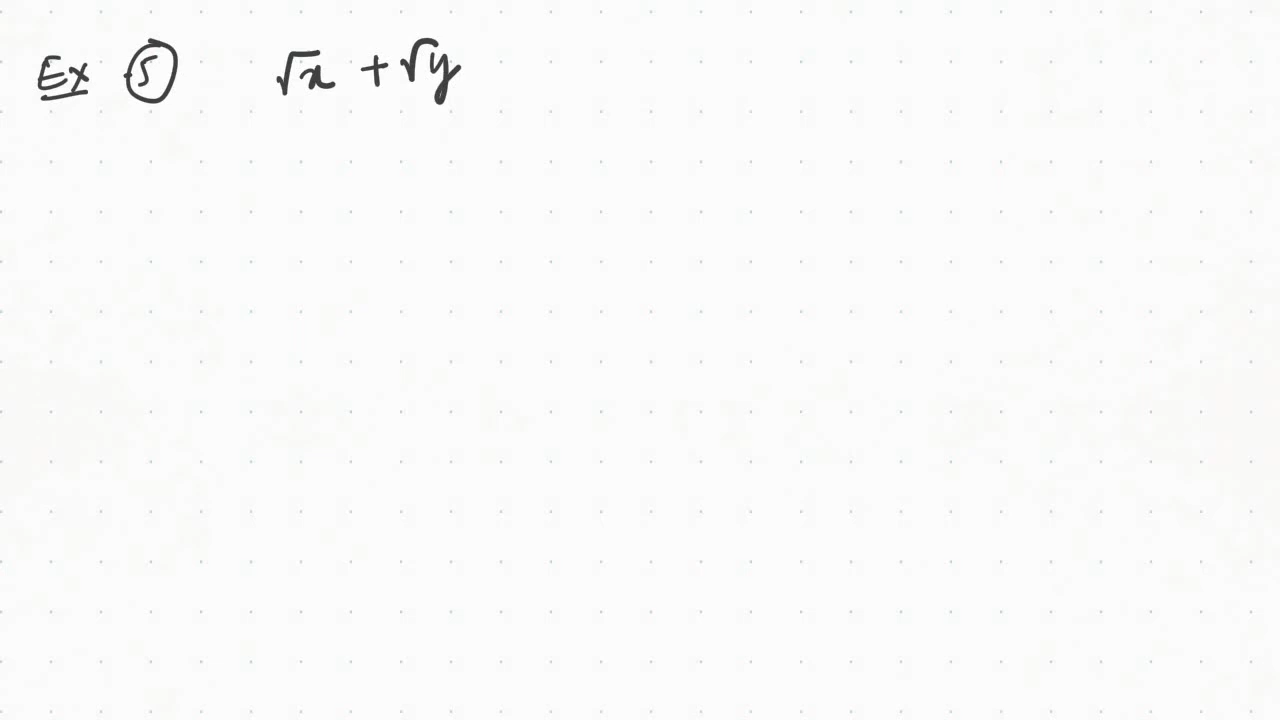 Ex ⑤ √x + √y